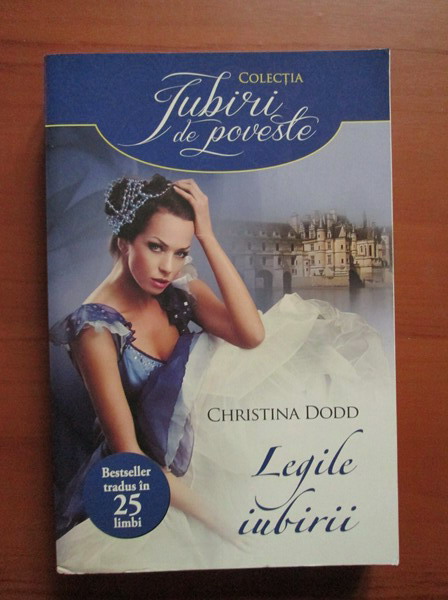 COLECȚIA
Iubiri
de poveste
CHRISTINA DODD
Legile
iubirii
Bestseller
tradus în
25
limbi